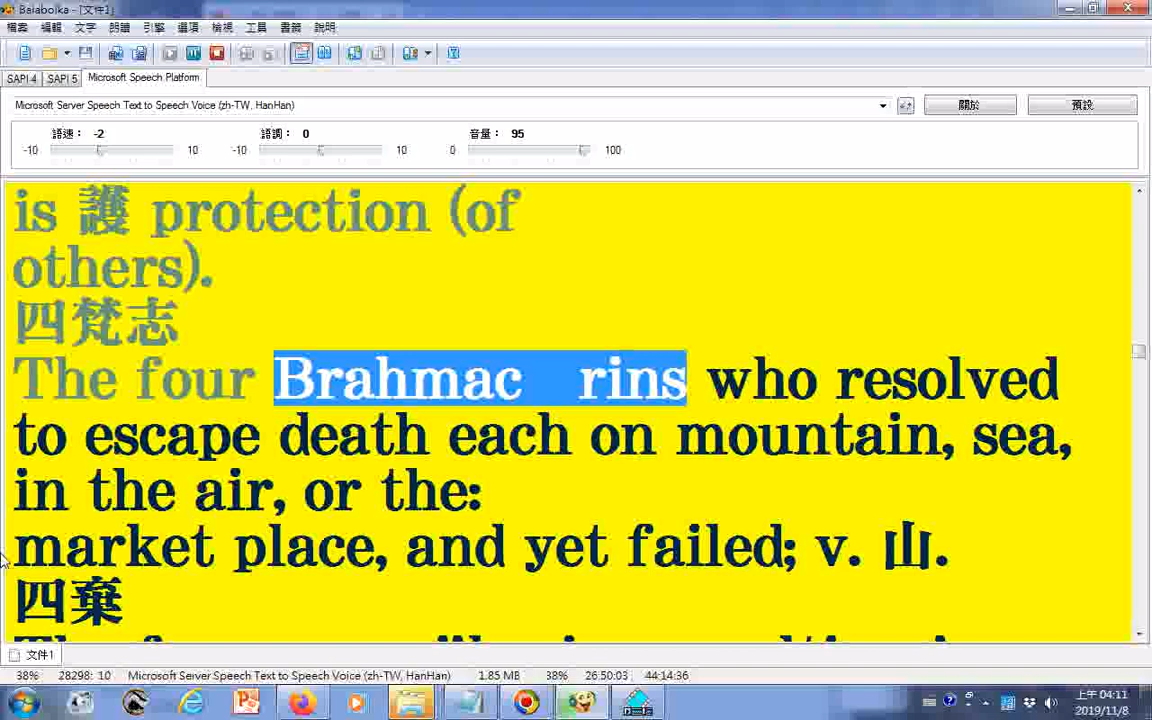 Balabolka - [文件1]
檔案 編輯 文字 朗讀 引擎 選項 檢視 工具 書籤 說明
SAPI 4 SAPI 5 Microsoft Speech Platform
Microsoft Server Speech Text to Speech Voice (zh-TW, HanHan) 關於 預設
語速： -2 語調： 0 音量： 95
-10 10 -10 10 0 100
is 護 protection (of
others).
四梵志
The four Brahmac rins who resolved
to escape death each on mountain, sea,
in the air, or the:
market place, and yet failed; v. 山.
四棄
文件1
38% 28298: 10 Microsoft Server Speech Text to Speech Voice (zh-TW, HanHan) 1.85 MB 38% 26:50:03 44:14:36
上午 04:11
2019/11/8